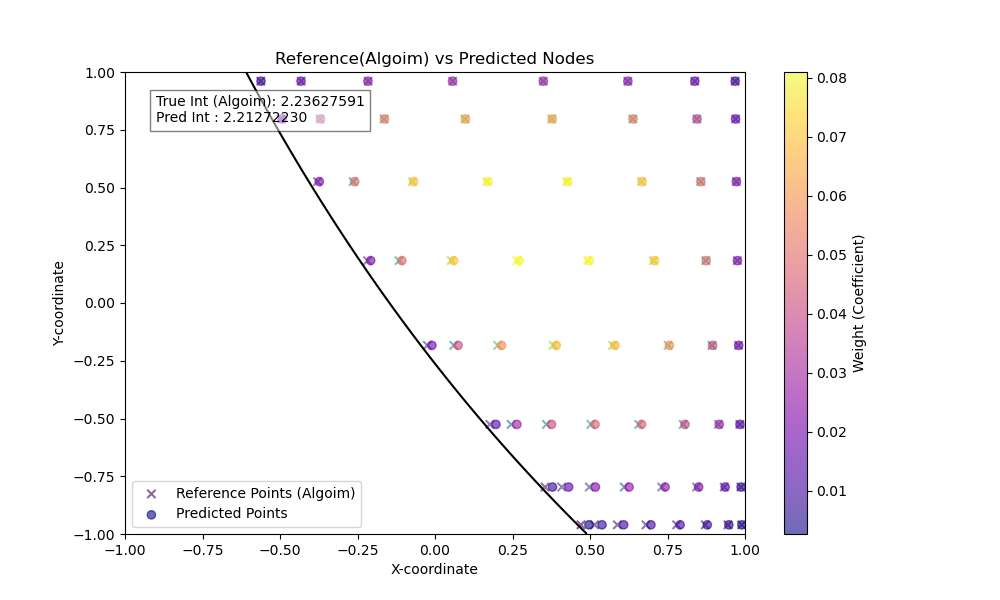 Reference(Algoim) vs Predicted Nodes
True Int (Algoim): 2.23627591
Pred Int : 2.21272230
1.00
0.75
0.50
0.25
0.00
−0.25
−0.50
−0.75
−1.00
Y-coordinate
Reference Points (Algoim)
Predicted Points
−1.00 −0.75 −0.50 −0.25 0.00 0.25 0.50 0.75 1.00
X-coordinate
0.08
0.07
0.06
0.05
0.04
0.03
0.02
0.01
Weight (Coefficient)